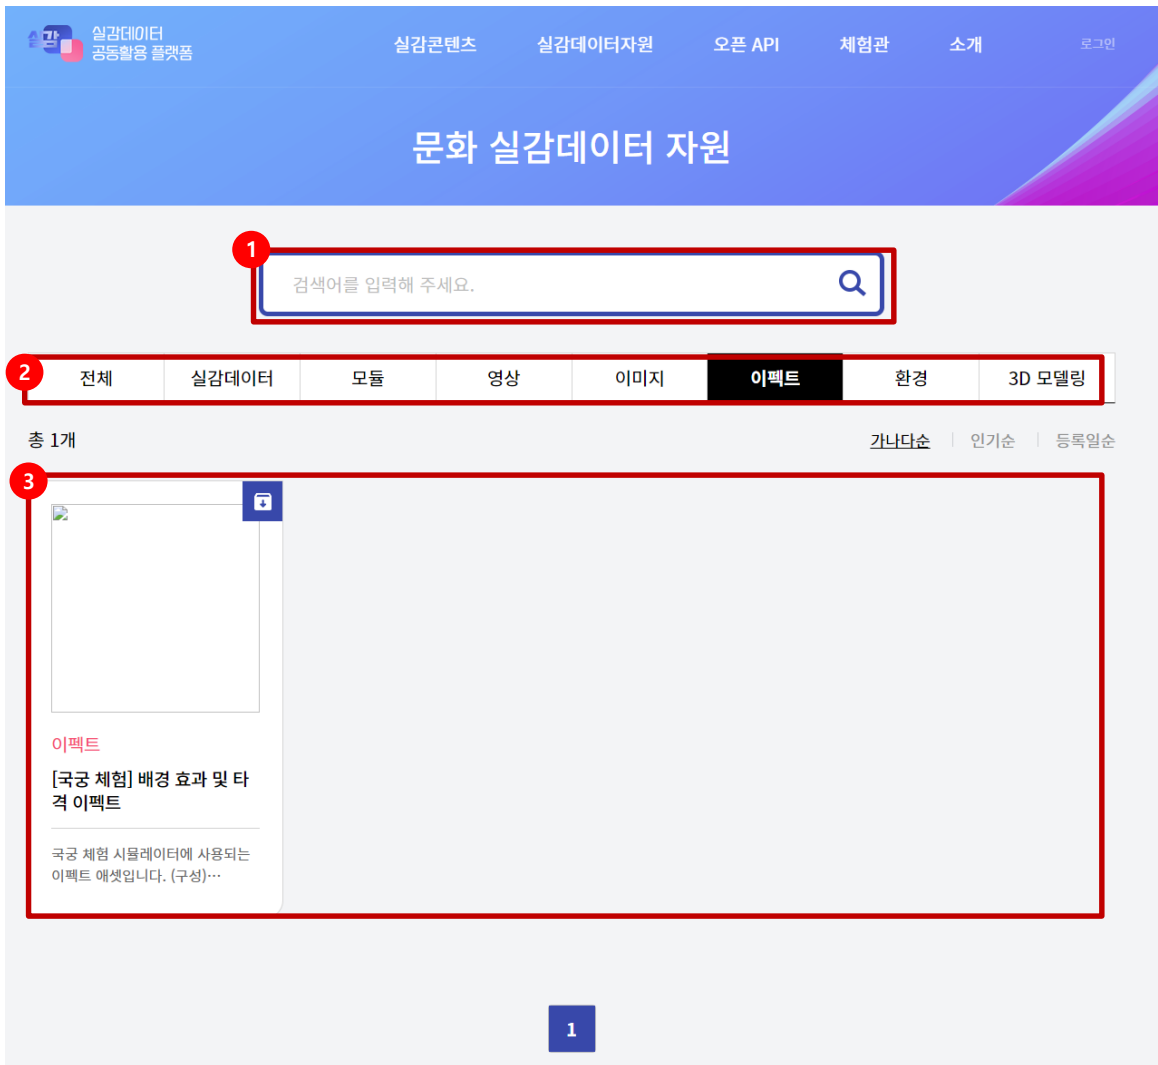 실감 실감데이터
공동활용 플랫폼
실감콘텐츠 실감데이터자원 오픈 API 체험관 소개 로그인
문화 실감데이터 자원
1
검색어를 입력해 주세요.
2
전체 실감데이터 모듈 영상 이미지 이펙트 환경 3D 모델링
총 1개 가나다순 인기순 등록일순
3
이펙트
[국궁 체험] 배경 효과 및 타
격 이펙트
국궁 체험 시뮬레이터에 사용되는
이펙트 애셋입니다. (구성)…
1